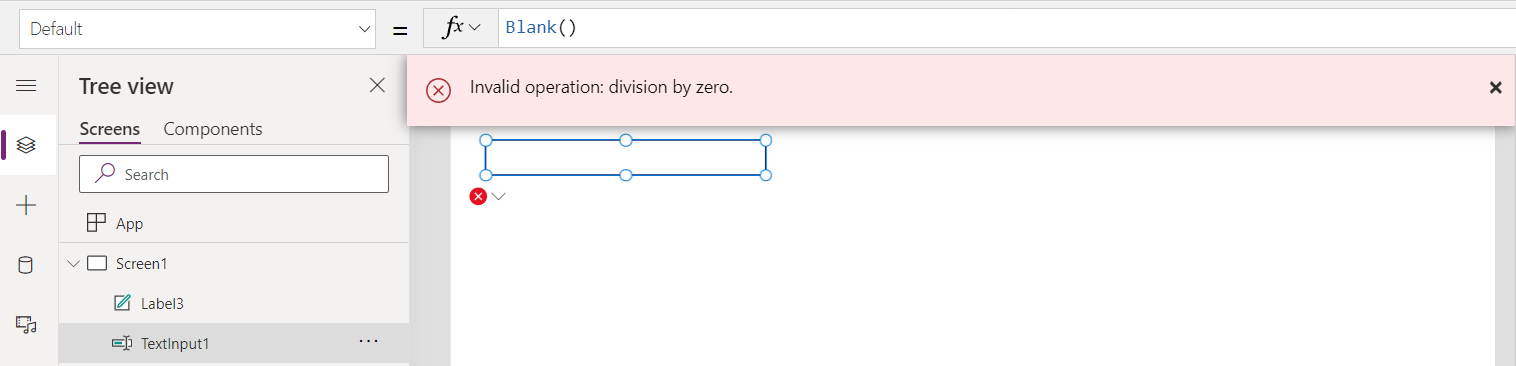 Default = fx Blank()
Tree view
Invalid operation: division by zero.
Screens Components
Search
App
Screen1
Label3
TextInput1 ...